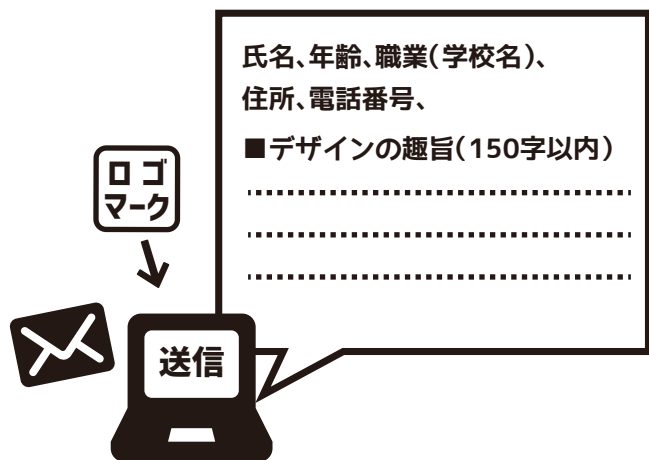 氏名、年齢、職業(学校名)、
住所、電話番号、
■デザインの趣旨(150字以内)
ロゴ
マーク
送信